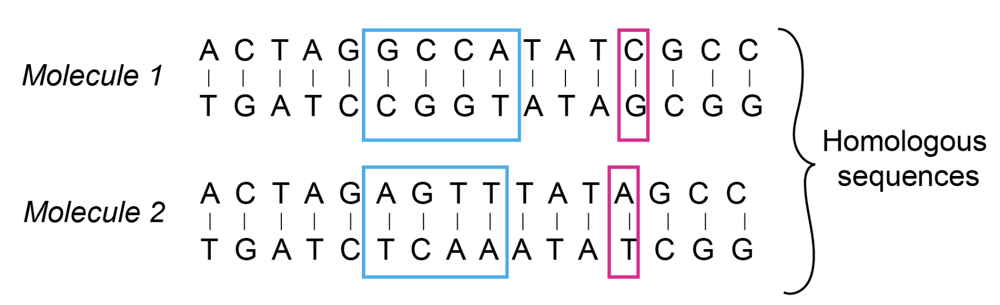 A C T A G G C C A T A T C G C C
Molecule 1
T G A T C C G G T A T A G C G G
Homologous
sequences
A C T A G A G T T T A T A G C C
Molecule 2
T G A T C T C A A A T A T C G G